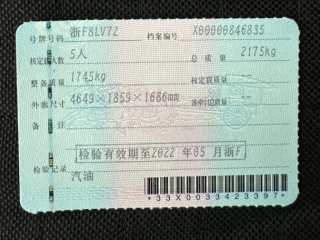 号牌号码 浙F8LV72 档案编号 X00000846835
核定载人数 5人 总质量 2175kg
整备质量 1745kg 核定载质量
外廓尺寸 4649×1859×1686mm 准牵引总质量
备注
检验有效期至2022年05月浙F
检验记录 汽油
*33X0033423397*